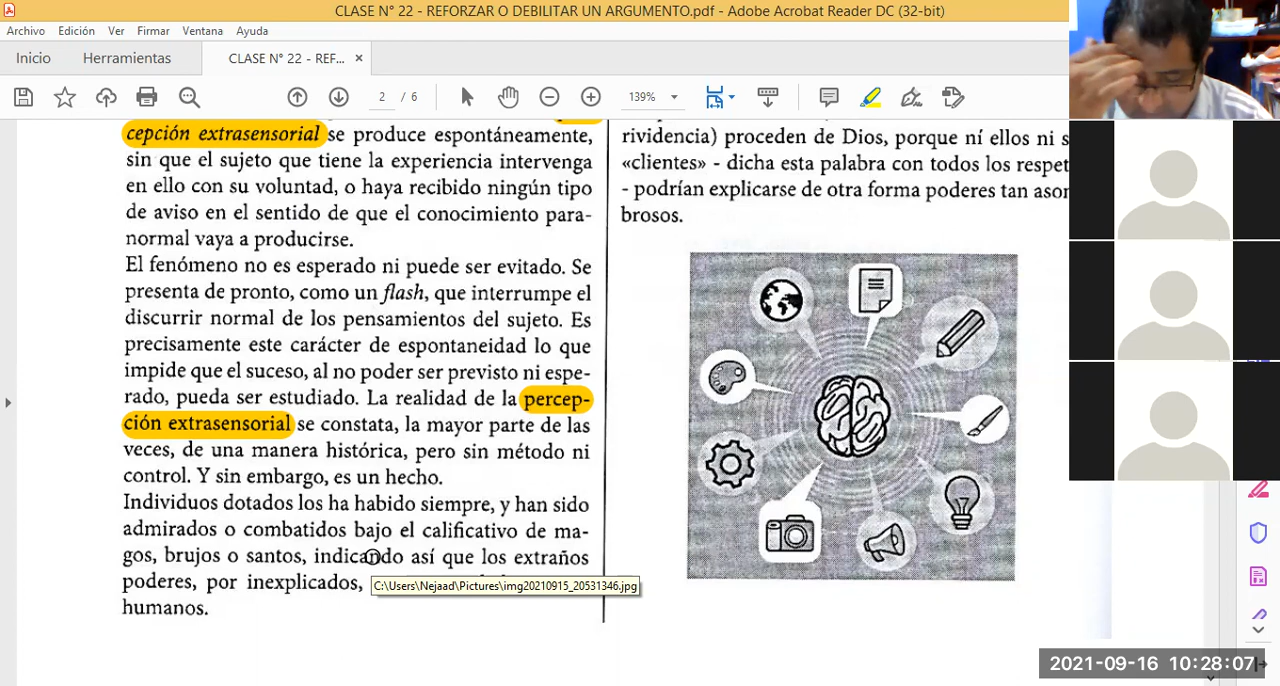 CLASE N° 22 - REFORZAR O DEBILITAR UN ARGUMENTO.pdf - Adobe Acrobat Reader DC (32-bit)
Archivo Edición Ver Firmar Ventana Ayuda
Inicio Herramientas CLASE N° 22 - REF... ×
2 / 6 139%
cepción extrasensorial se produce espontáneamente,
sin que el sujeto que tiene la experiencia intervenga
en ello con su voluntad, o haya recibido ningún tipo
de aviso en el sentido de que el conocimiento para-
normal vaya a producirse.
El fenómeno no es esperado ni puede ser evitado. Se
presenta de pronto, como un flash, que interrumpe el
discurrir normal de los pensamientos del sujeto. Es
precisamente este carácter de espontaneidad lo que
impide que el suceso, al no poder ser previsto ni espe-
rado, pueda ser estudiado. La realidad de la percep-
ción extrasensorial se constata, la mayor parte de las
veces, de una manera histórica, pero sin método ni
control. Y sin embargo, es un hecho.
Individuos dotados los ha habido siempre, y han sido
admirados o combatidos bajo el calificativo de ma-
gos, brujos o santos, indicando así que los extraños
poderes, por inexplicados,
humanos.
C:\Users\Nejaad\Pictures\img20210915_20531346.jpg
rividencia) proceden de Dios, porque ní ellos ni s
«clientes» - dicha esta palabra con todos los respet
- podrían explicarse de otra forma poderes tan asom
brosos.
2021-09-16 10:28:07